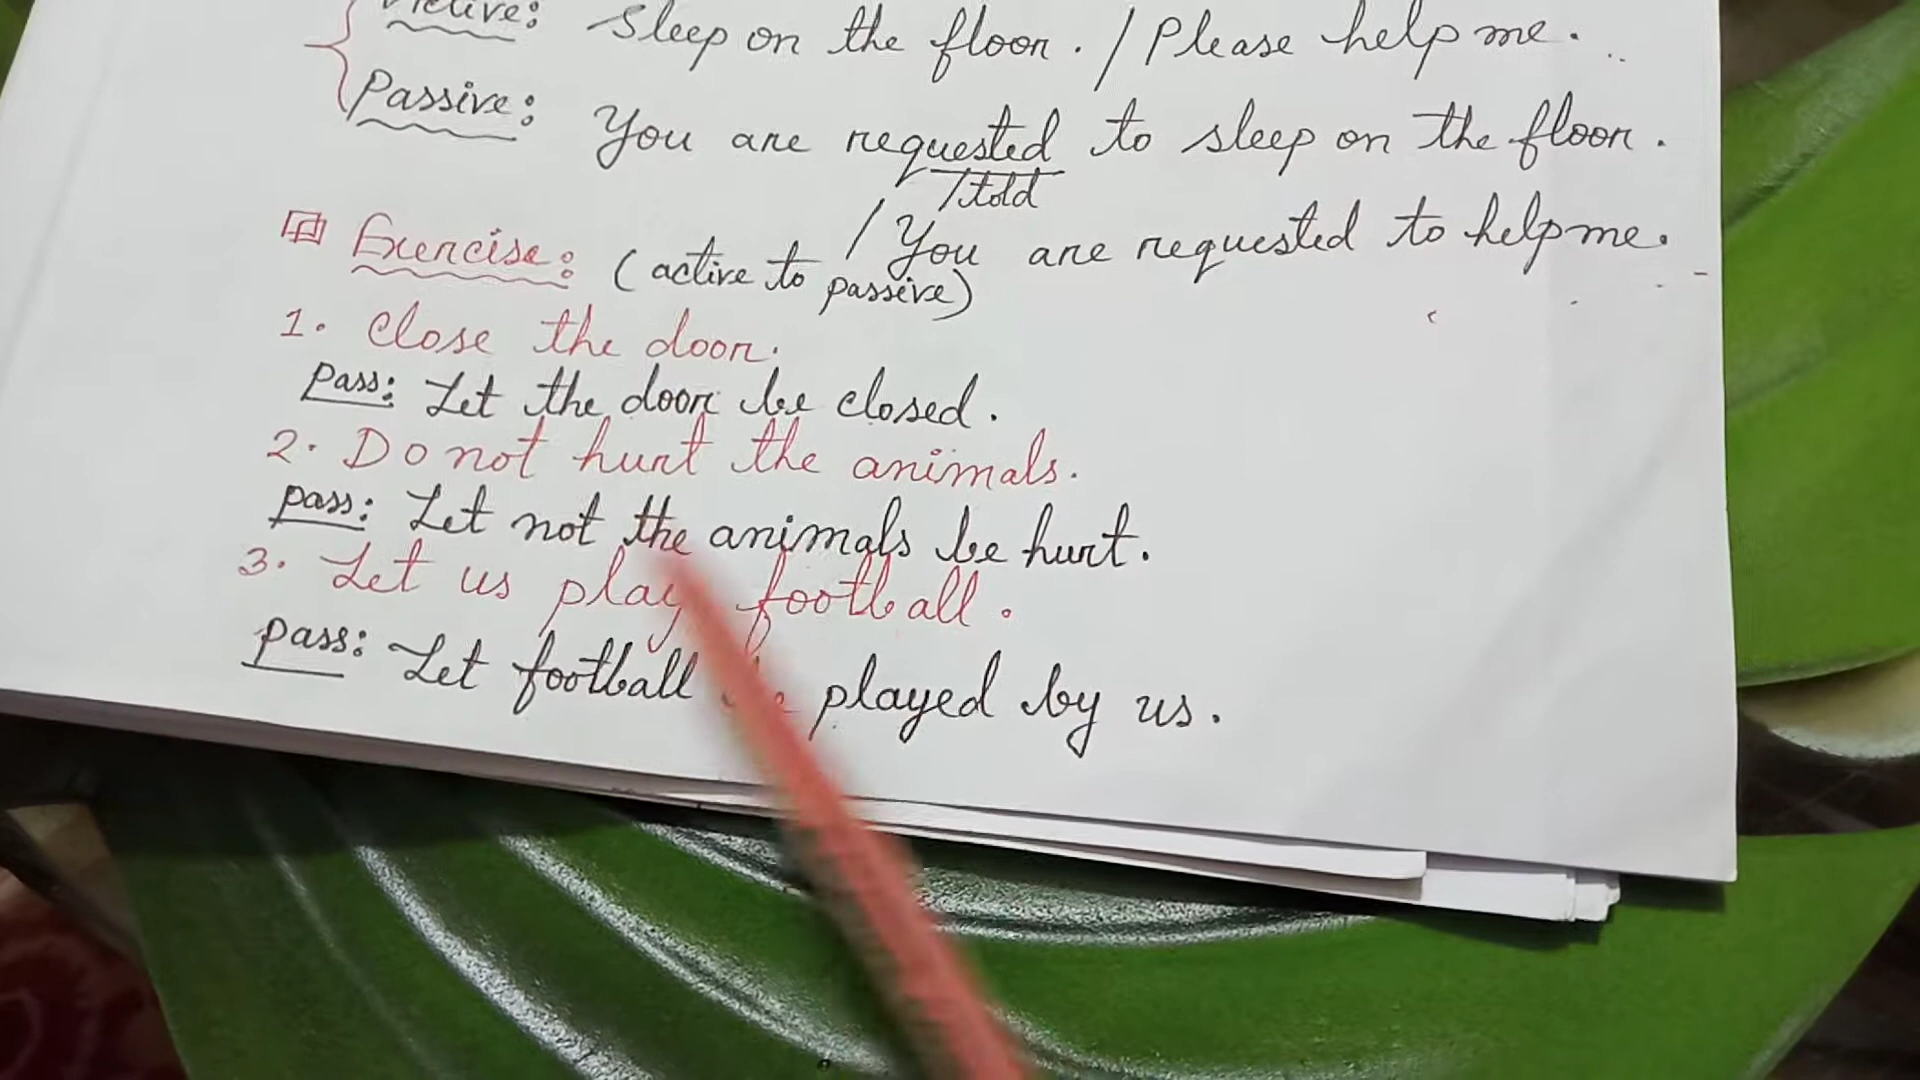 Active: Sleep on the floor. / Please help me.
Passive: You are requested to sleep on the floor.
/told
/ You are requested to help me.
Exercise: (active to passive)
1. Close the door.
Pass: Let the door be closed.
2. Do not hurt the animals.
Pass: Let not the animals be hurt.
3. Let us play football.
Pass: Let football played by us.